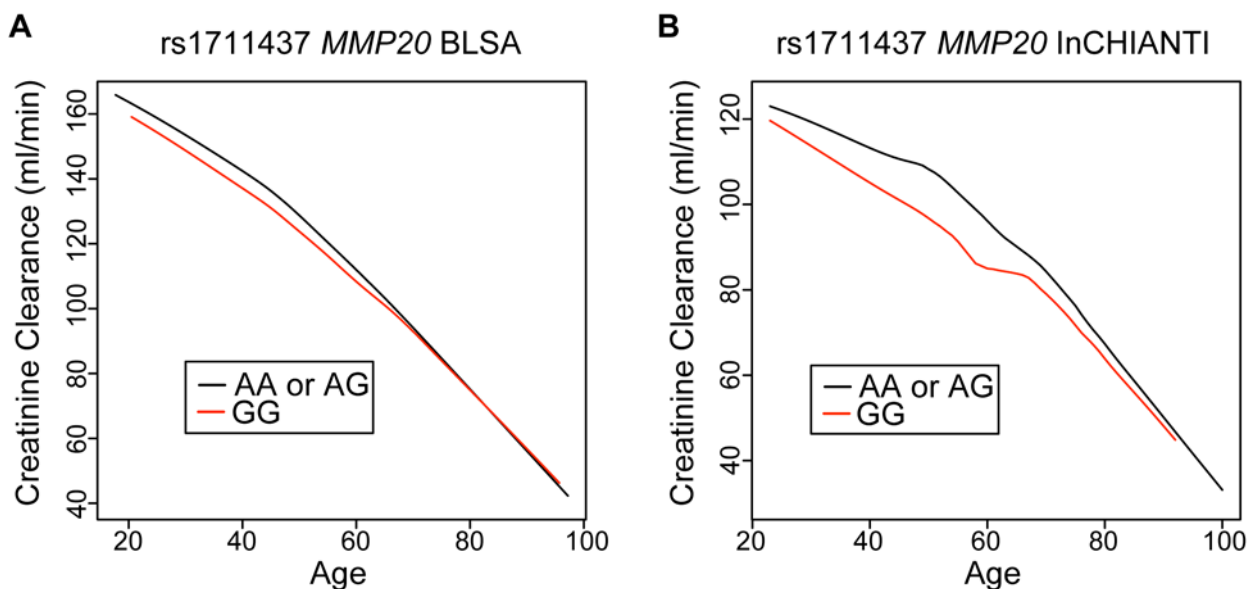 A
rs1711437 MMP20 BLSA
Creatinine Clearance (ml/min)
160
140
120
100
80
60
40
AA or AG
GG
20 40 60 80 100
Age
B
rs1711437 MMP20 InCHIANTI
Creatinine Clearance (ml/min)
120
100
80
60
40
AA or AG
GG
20 40 60 80 100
Age